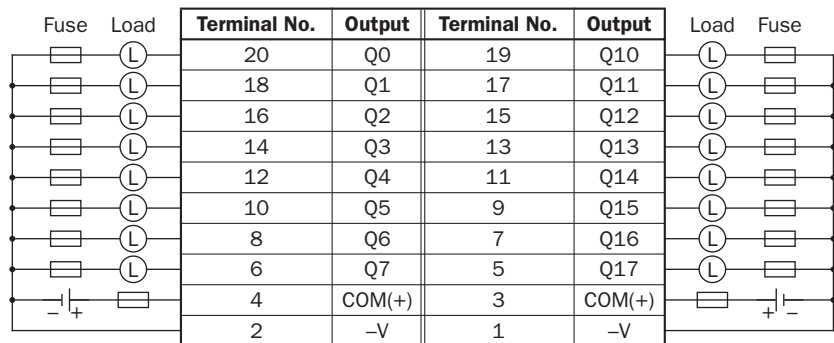 Fuse Load Terminal No. Output Terminal No. Output Load Fuse
L 20 Q0 19 Q10 L
L 18 Q1 17 Q11 L
L 16 Q2 15 Q12 L
L 14 Q3 13 Q13 L
L 12 Q4 11 Q14 L
L 10 Q5 9 Q15 L
L 8 Q6 7 Q16 L
L 6 Q7 5 Q17 L
– + 4 COM(+) 3 COM(+) + –
2 –V 1 –V